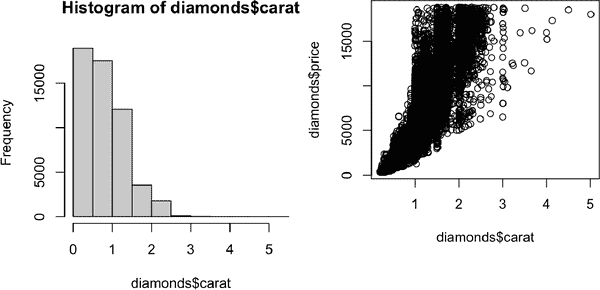 Histogram of diamonds$carat
Frequency
0 5000 15000
0 1 2 3 4 5
diamonds$carat
diamonds$price
0 5000 15000
1 2 3 4 5
diamonds$carat